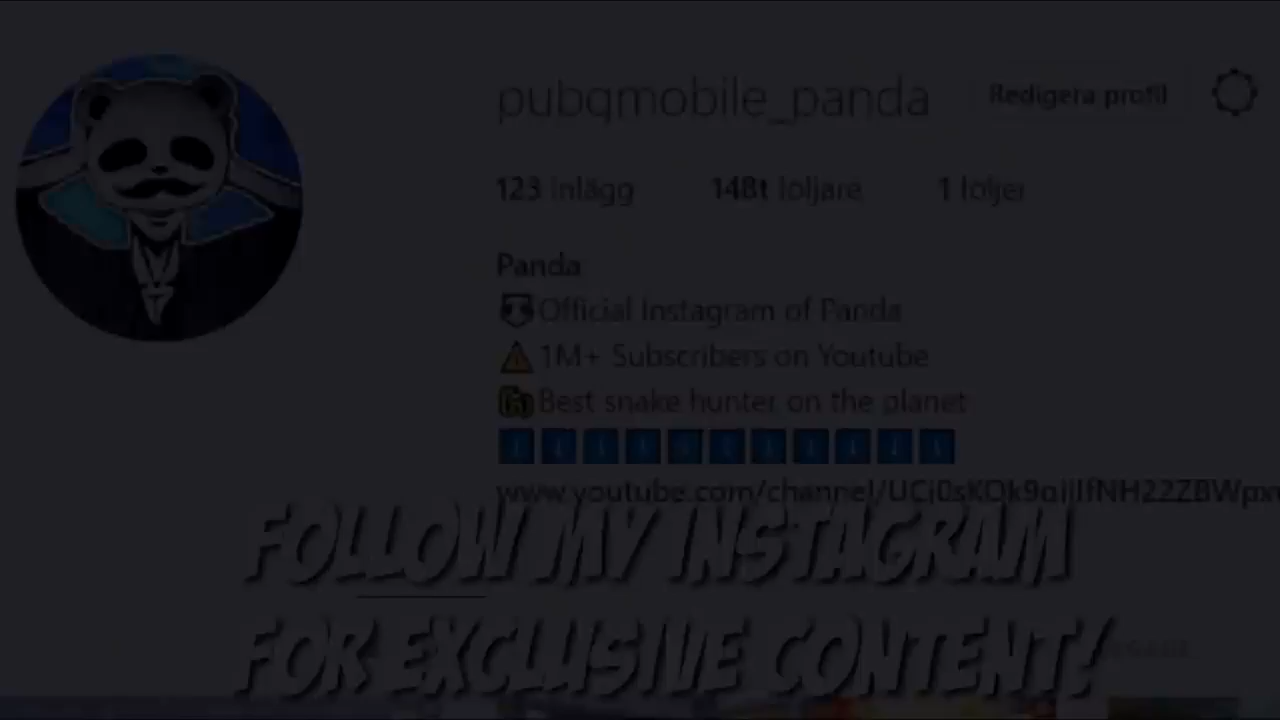 pubgmobile_panda Redigera profil
123 inlägg 148t följare 1 följer
Panda
Official Instagram of Panda
1M+ Subscribers on Youtube
Best snake hunter on the planet
FOLLOW MY INSTAGRAM
FOR EXCLUSIVE CONTENT!